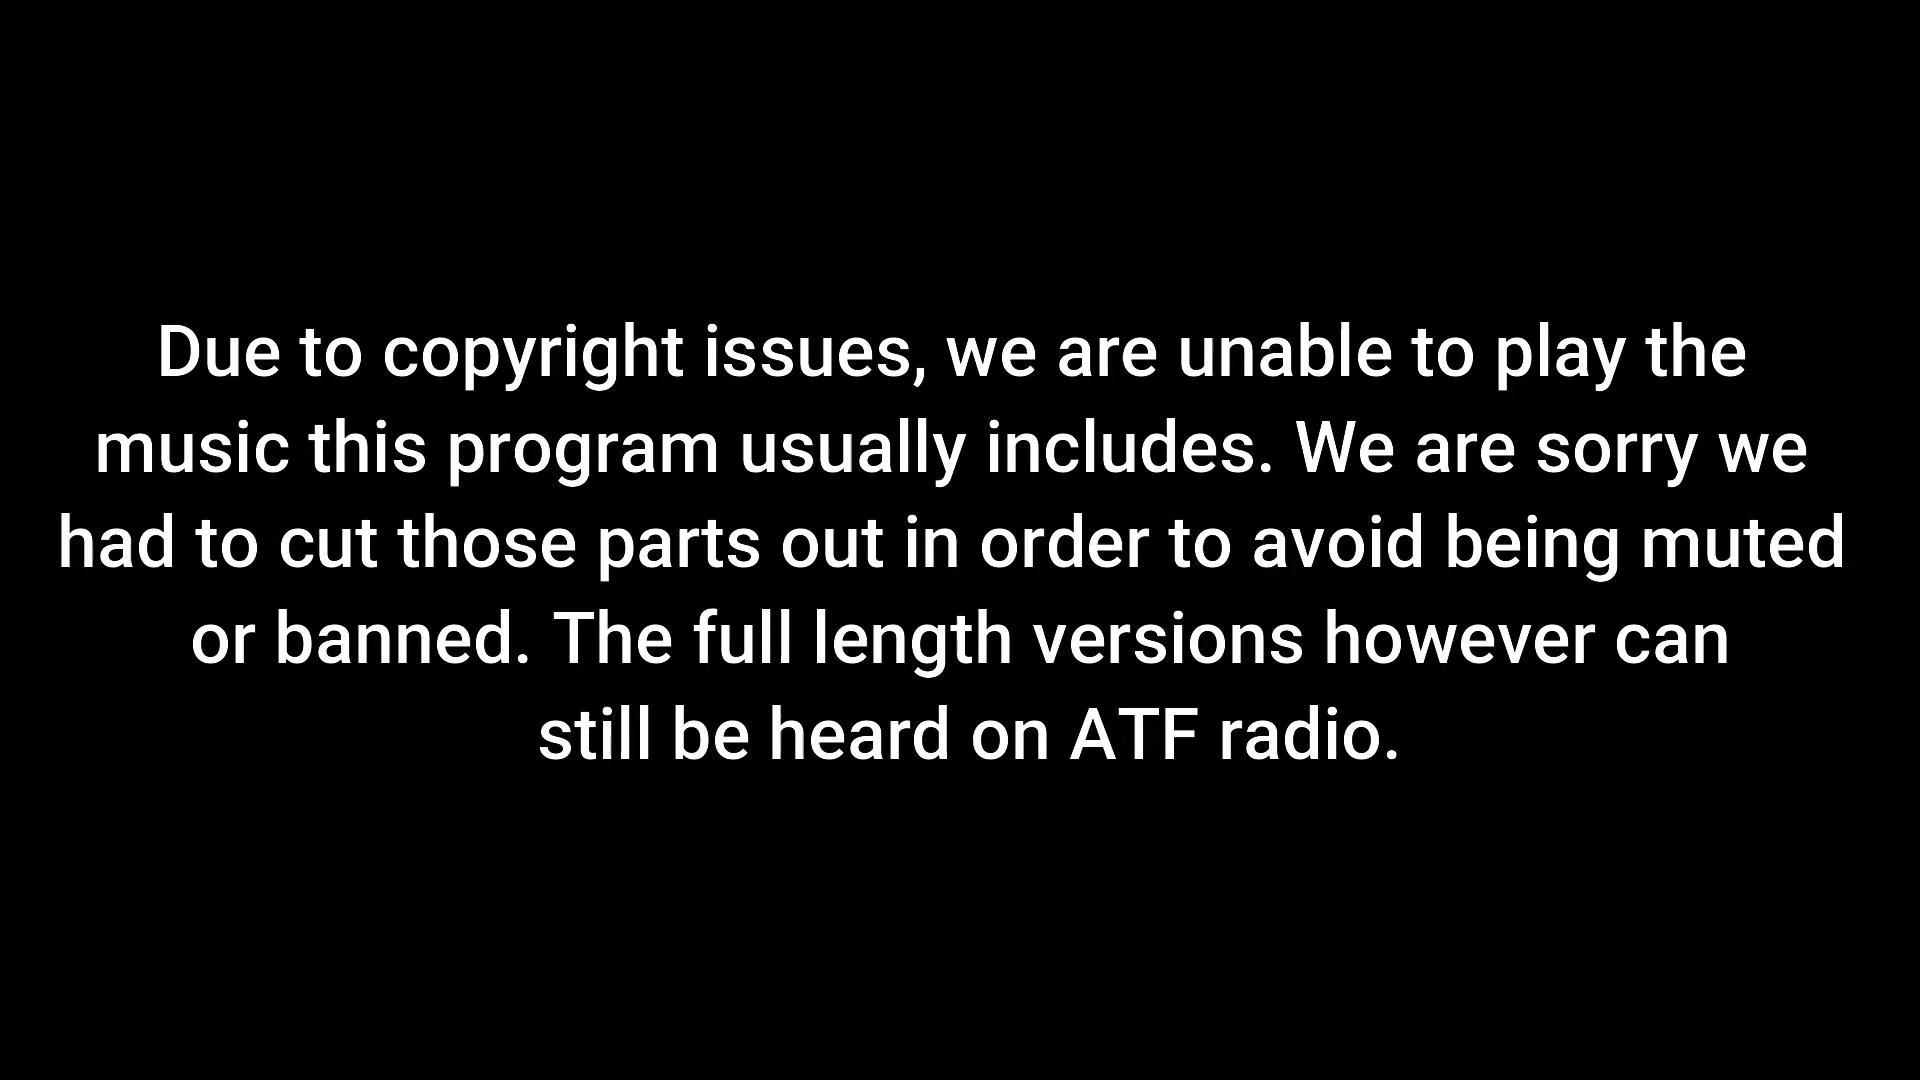 Due to copyright issues, we are unable to play the
music this program usually includes. We are sorry we
had to cut those parts out in order to avoid being muted
or banned. The full length versions however can
still be heard on ATF radio.